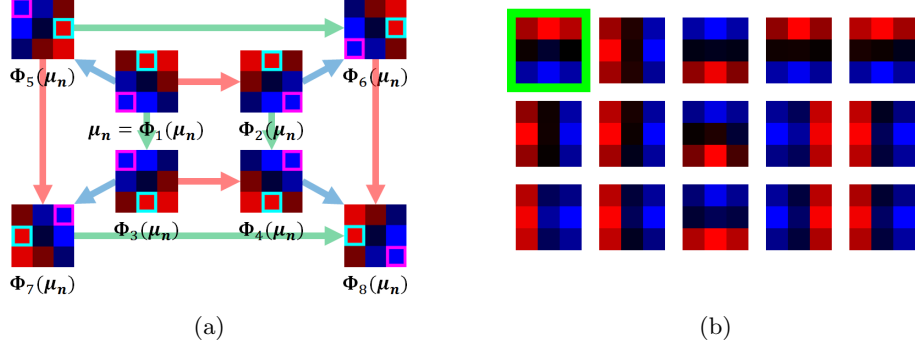 Φ₅(μₙ)
Φ₆(μₙ)
μₙ = Φ₁(μₙ)
Φ₂(μₙ)
Φ₃(μₙ)
Φ₄(μₙ)
Φ₇(μₙ)
Φ₈(μₙ)
(a)
(b)